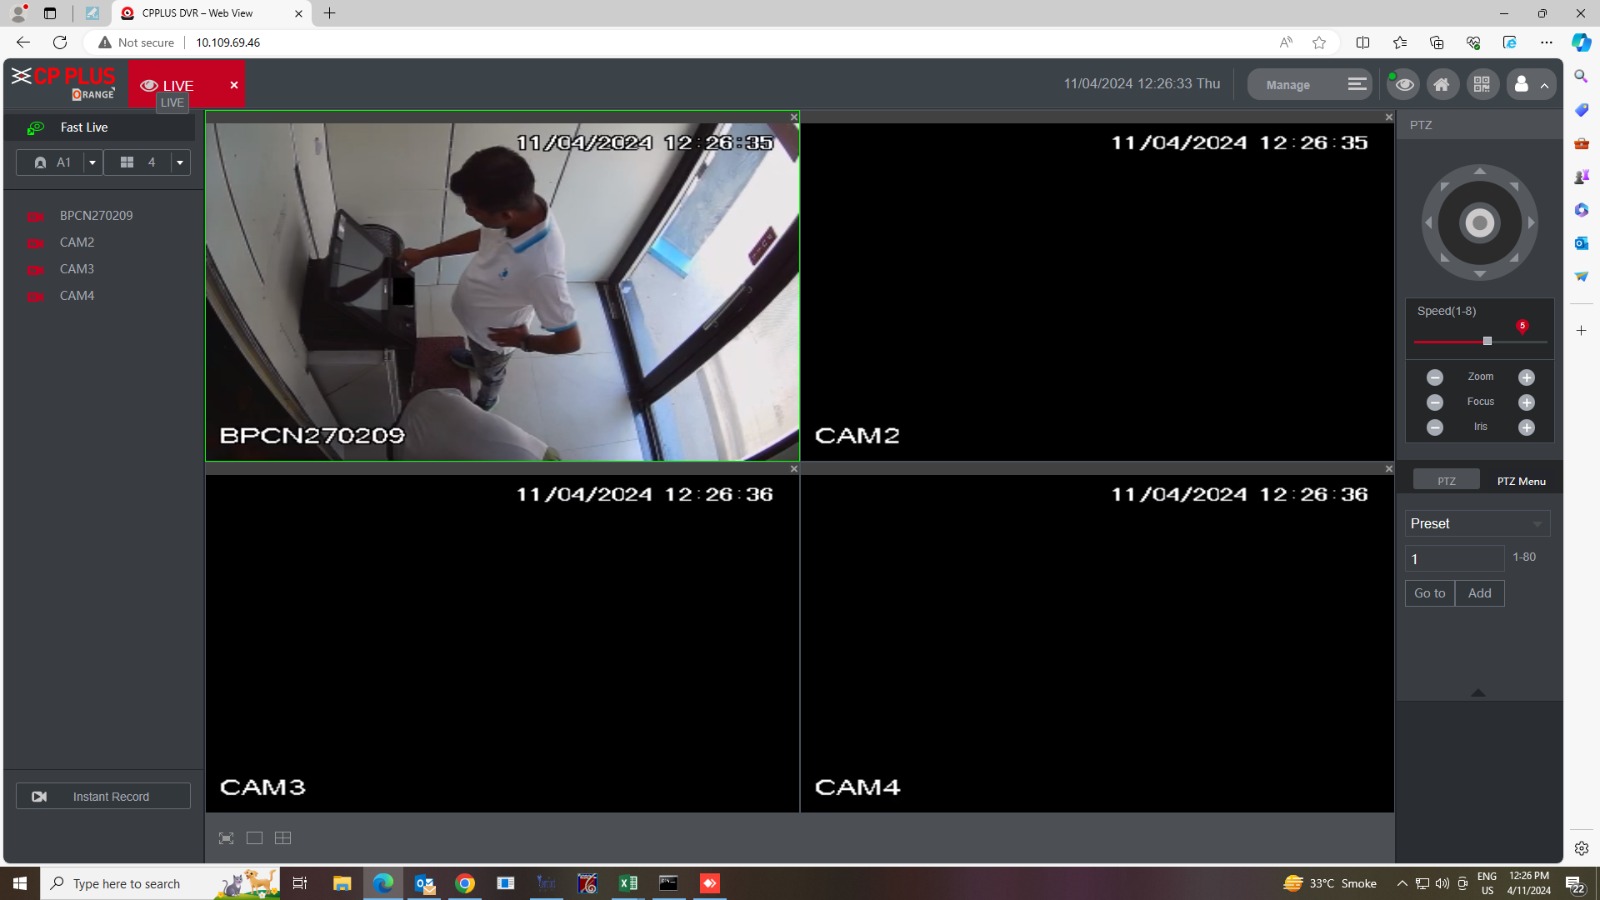 CPPLUS DVR – Web View
Not secure
10.109.69.46
CP PLUS
ORANGE
LIVE
LIVE
11/04/2024 12:26:33 Thu
Manage
Fast Live
A1
4
BPCN270209
CAM2
CAM3
CAM4
11/04/2024 12:26:35
BPCN270209
11/04/2024 12:26:35
CAM2
11/04/2024 12:26:36
CAM3
11/04/2024 12:26:36
CAM4
PTZ
Speed(1-8)
5
Zoom
Focus
Iris
PTZ
PTZ Menu
Preset
1
1-80
Go to
Add
Instant Record
Type here to search
33°C Smoke
ENG
US
12:26 PM
4/11/2024
22